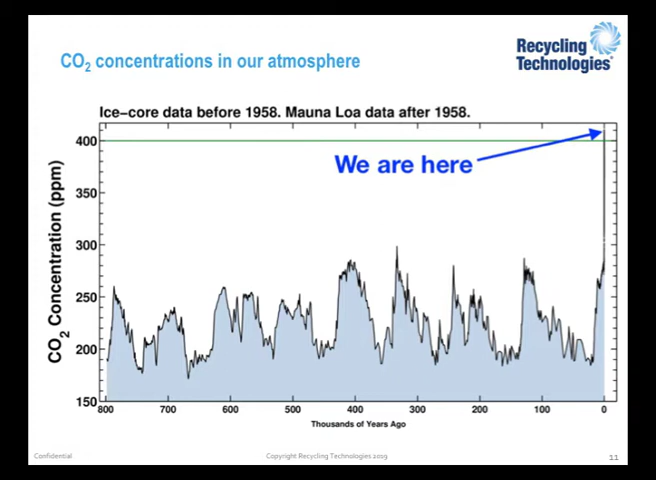 CO₂ concentrations in our atmosphere
Recycling
Technologies®
Ice-core data before 1958. Mauna Loa data after 1958.
We are here
CO₂ Concentration (ppm)
400
350
300
250
200
150
800 700 600 500 400 300 200 100 0
Thousands of Years Ago
Confidential
Copyright Recycling Technologies 2019
11